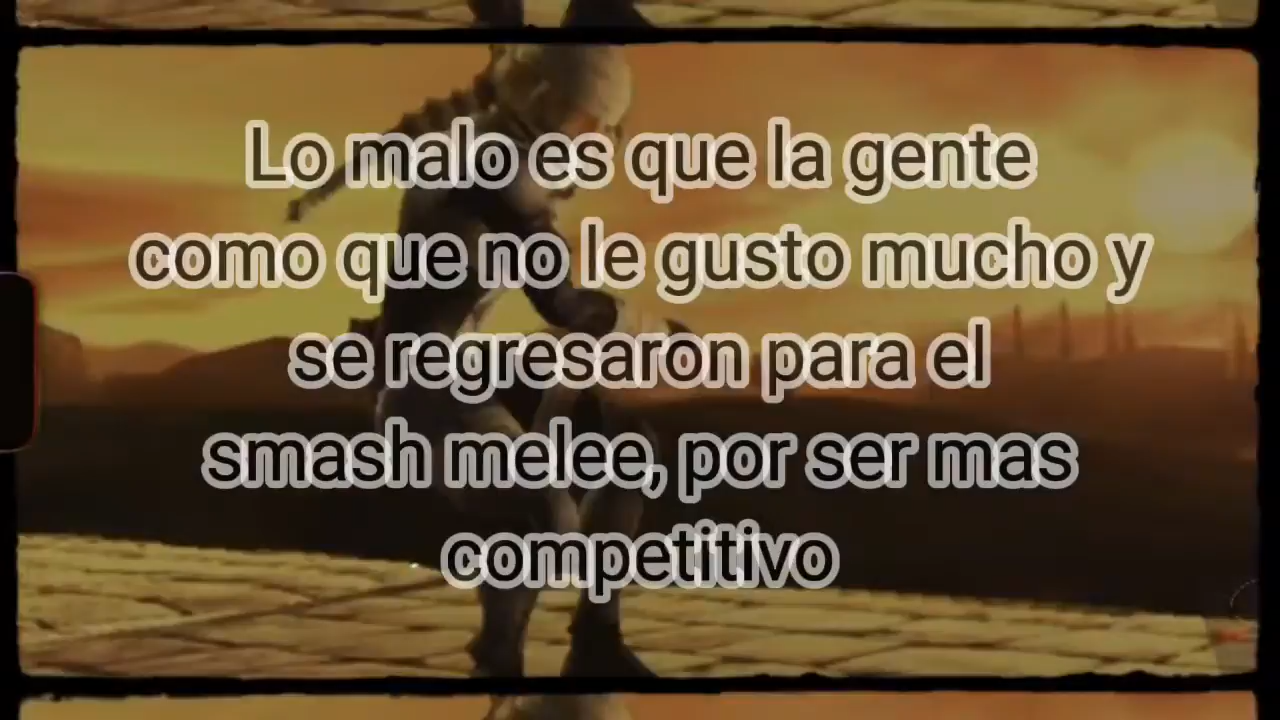 Lo malo es que la gente
como que no le gusto mucho y
se regresaron para el
smash melee, por ser mas
competitivo